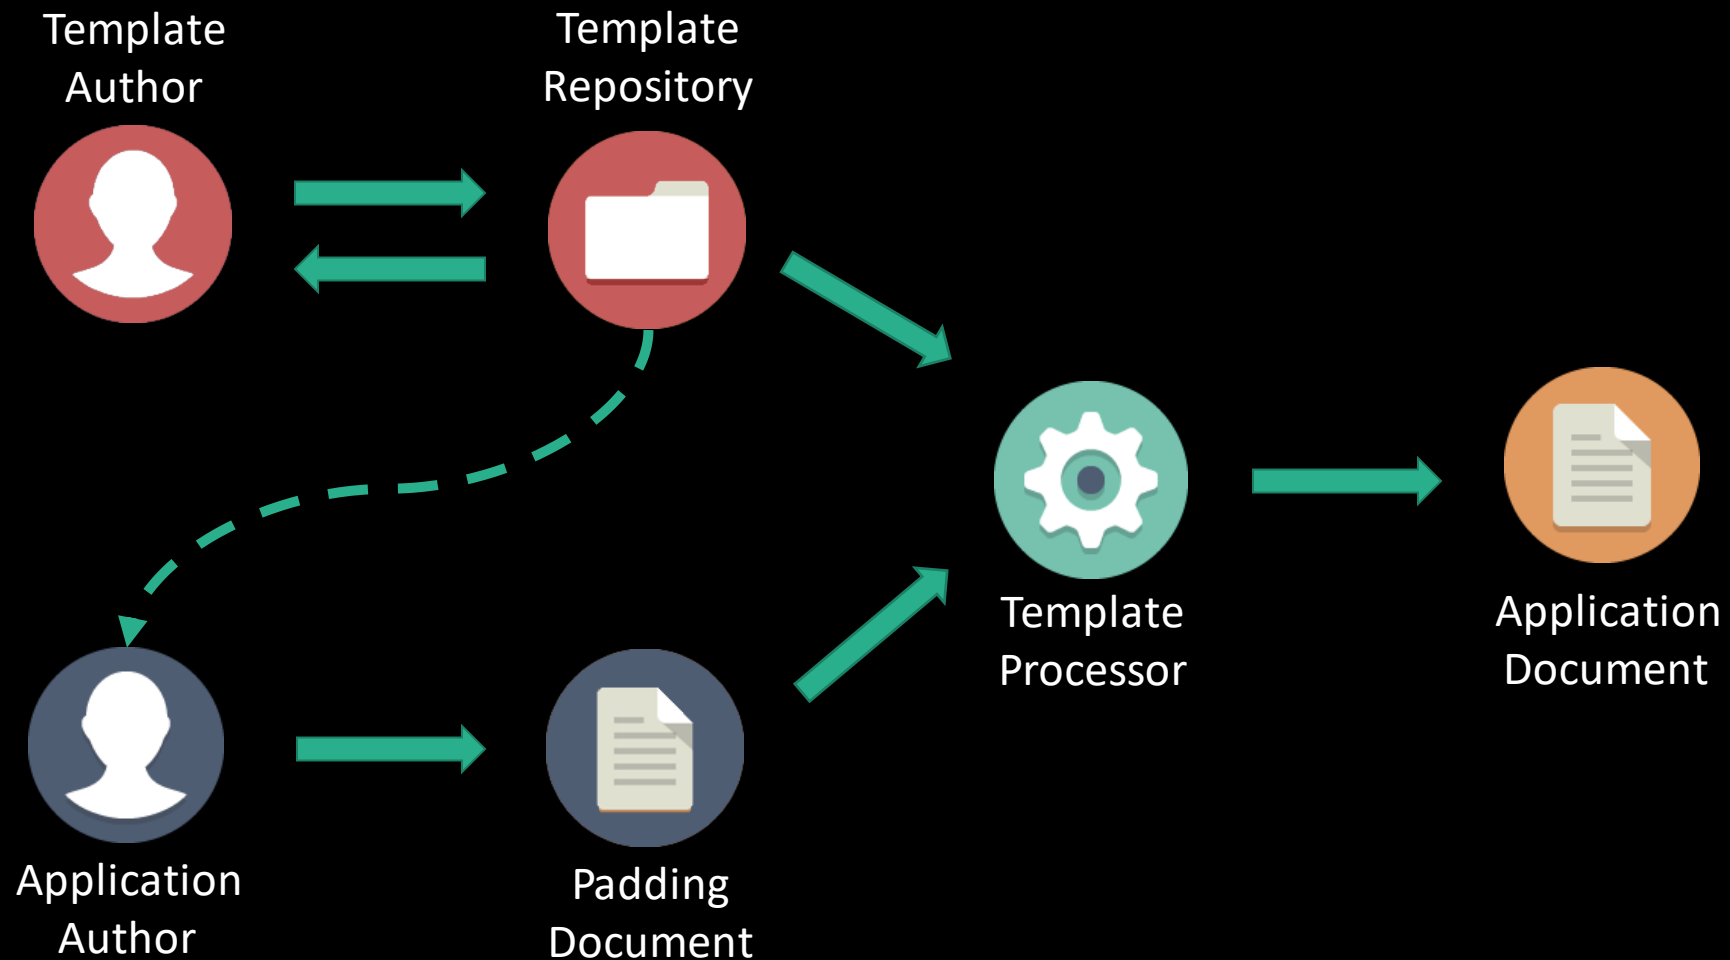 Template
Author
Template
Repository
Template
Processor
Application
Document
Application
Author
Padding
Document